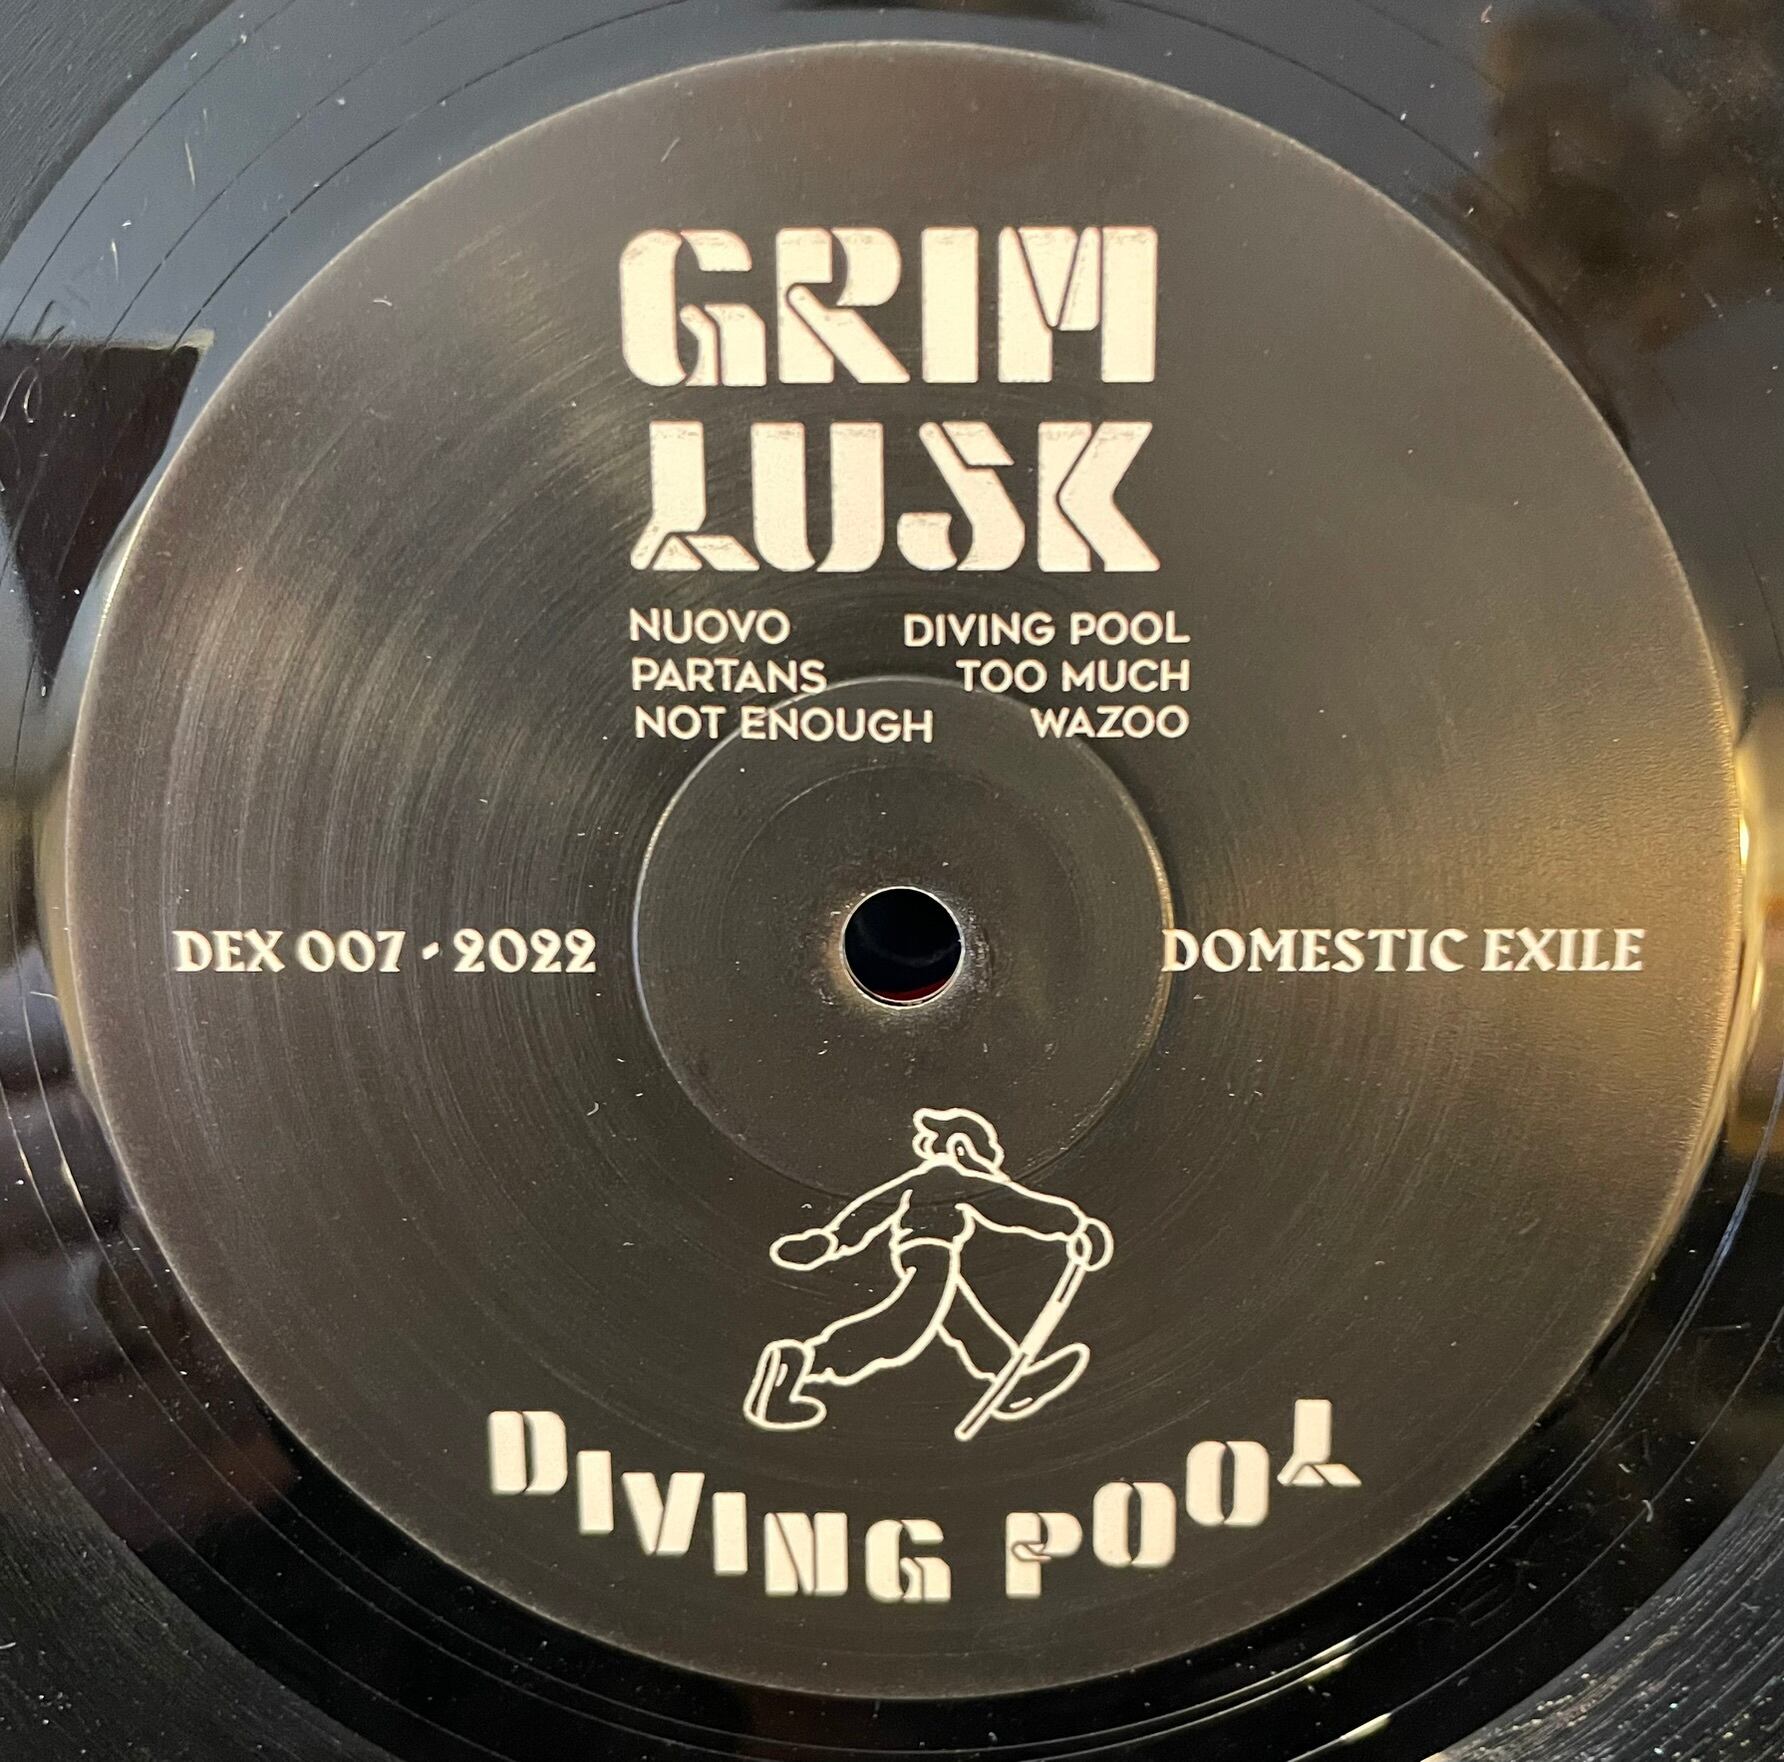 GRIM
LUSK
NUOVO DIVING POOL
PARTANS TOO MUCH
NOT ENOUGH WAZOO
DEX 007 - 2022 DOMESTIC EXILE
DIVING POOL